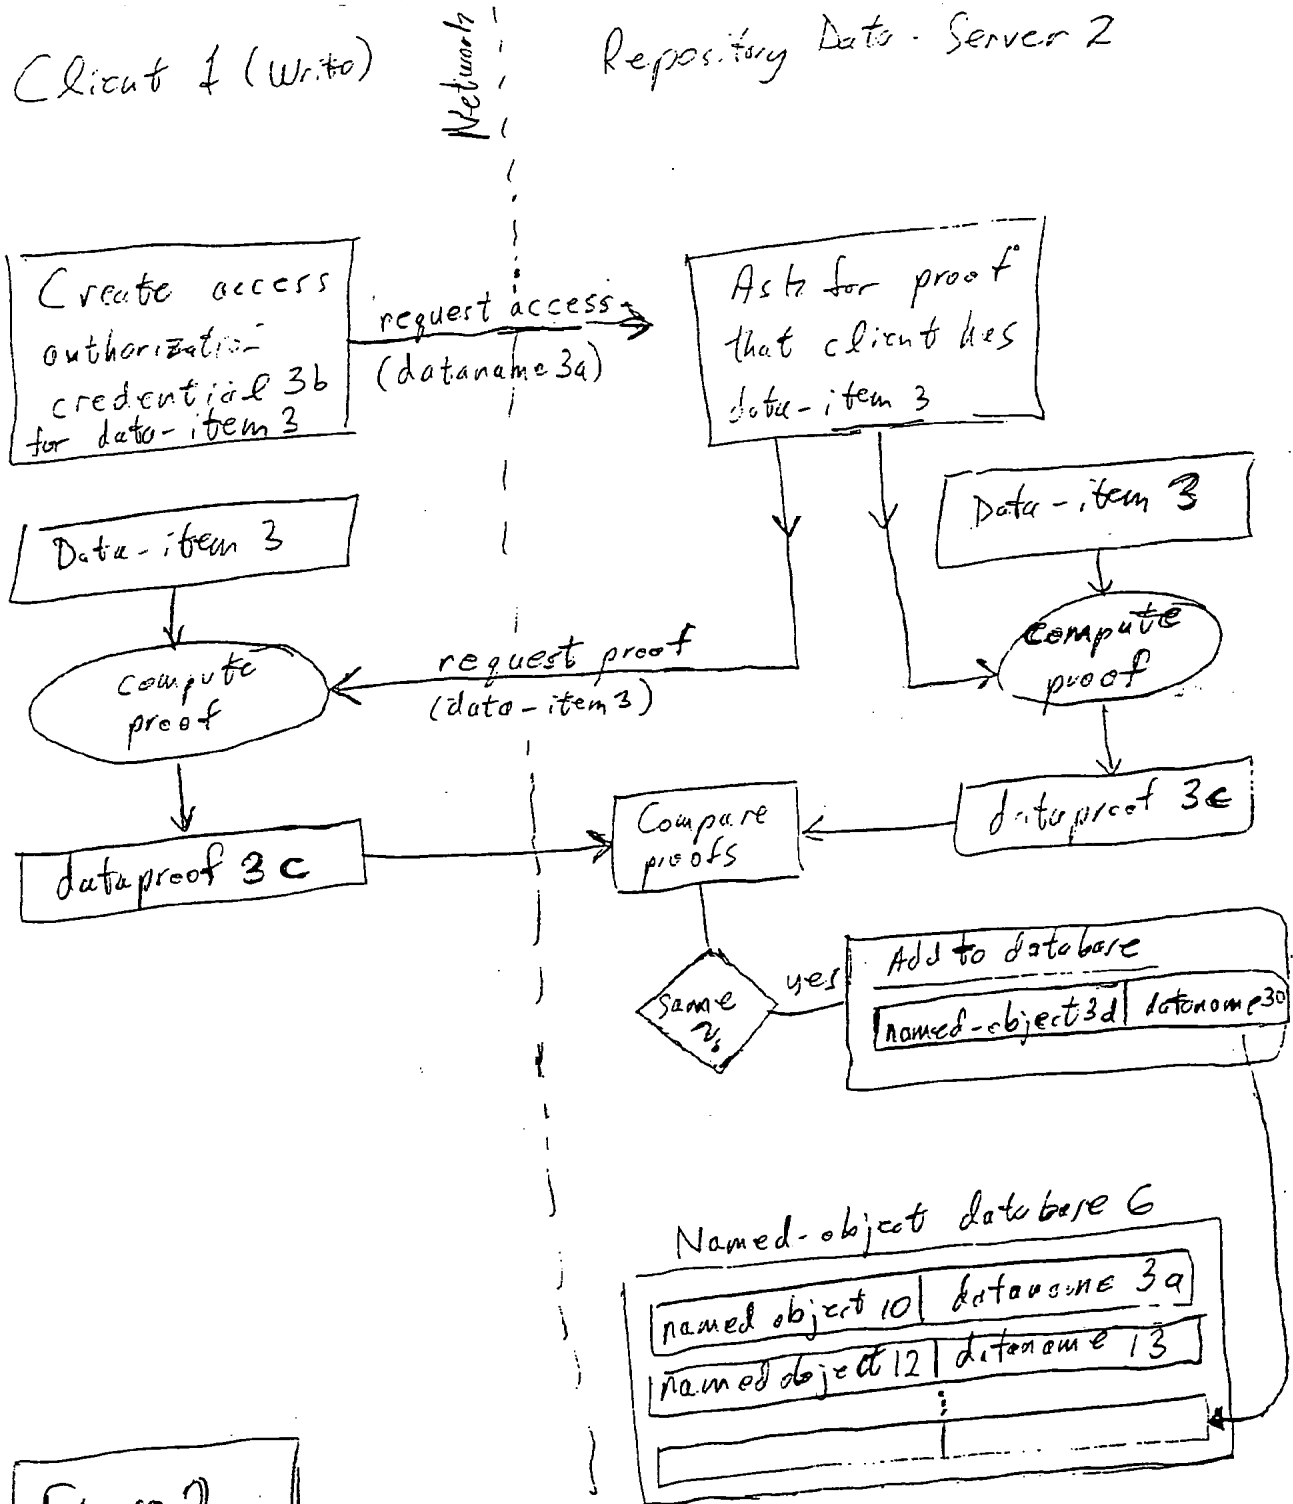 Client 1 (Write)
Network
Repository Data-Server 2
Create access
authorization
credential 3b
for data-item 3
request access
(dataname 3a)
Ask for proof
that client has
data-item 3
Data-item 3
Data-item 3
compute
proof
request proof
(data-item 3)
compute
proof
dataproof 3c
Compare
proofs
dataproof 3c
same
?
yes
Add to database
named-object 3d dataname 3a
Named-object database 6
named object 10 dataname 3a
named object 12 dataname 13